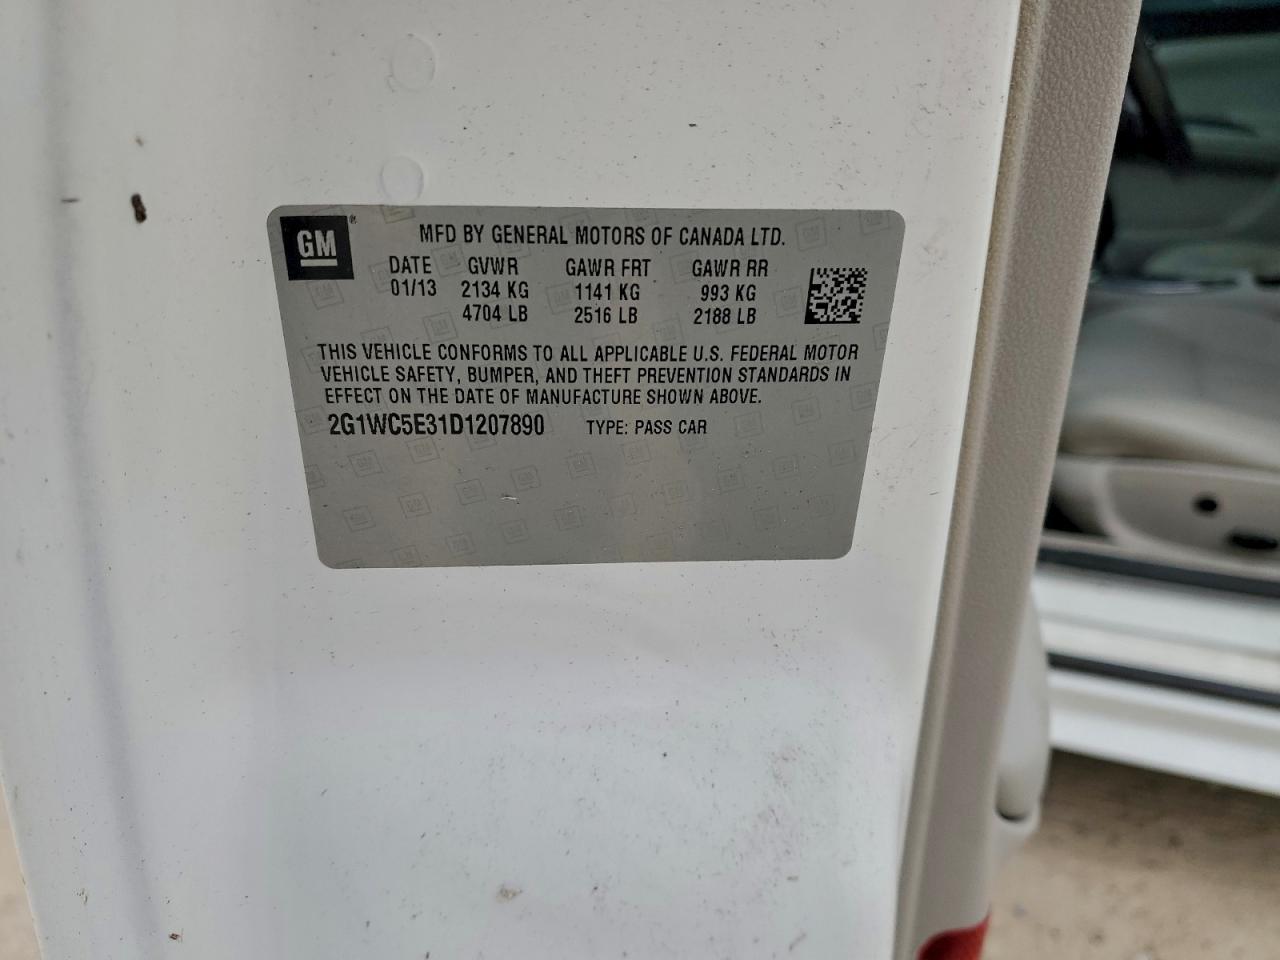 GM ®
MFD BY GENERAL MOTORS OF CANADA LTD.
DATE GVWR GAWR FRT GAWR RR
01/13 2134 KG 1141 KG 993 KG
4704 LB 2516 LB 2188 LB
THIS VEHICLE CONFORMS TO ALL APPLICABLE U.S. FEDERAL MOTOR
VEHICLE SAFETY, BUMPER, AND THEFT PREVENTION STANDARDS IN
EFFECT ON THE DATE OF MANUFACTURE SHOWN ABOVE.
2G1WC5E31D1207890 TYPE: PASS CAR